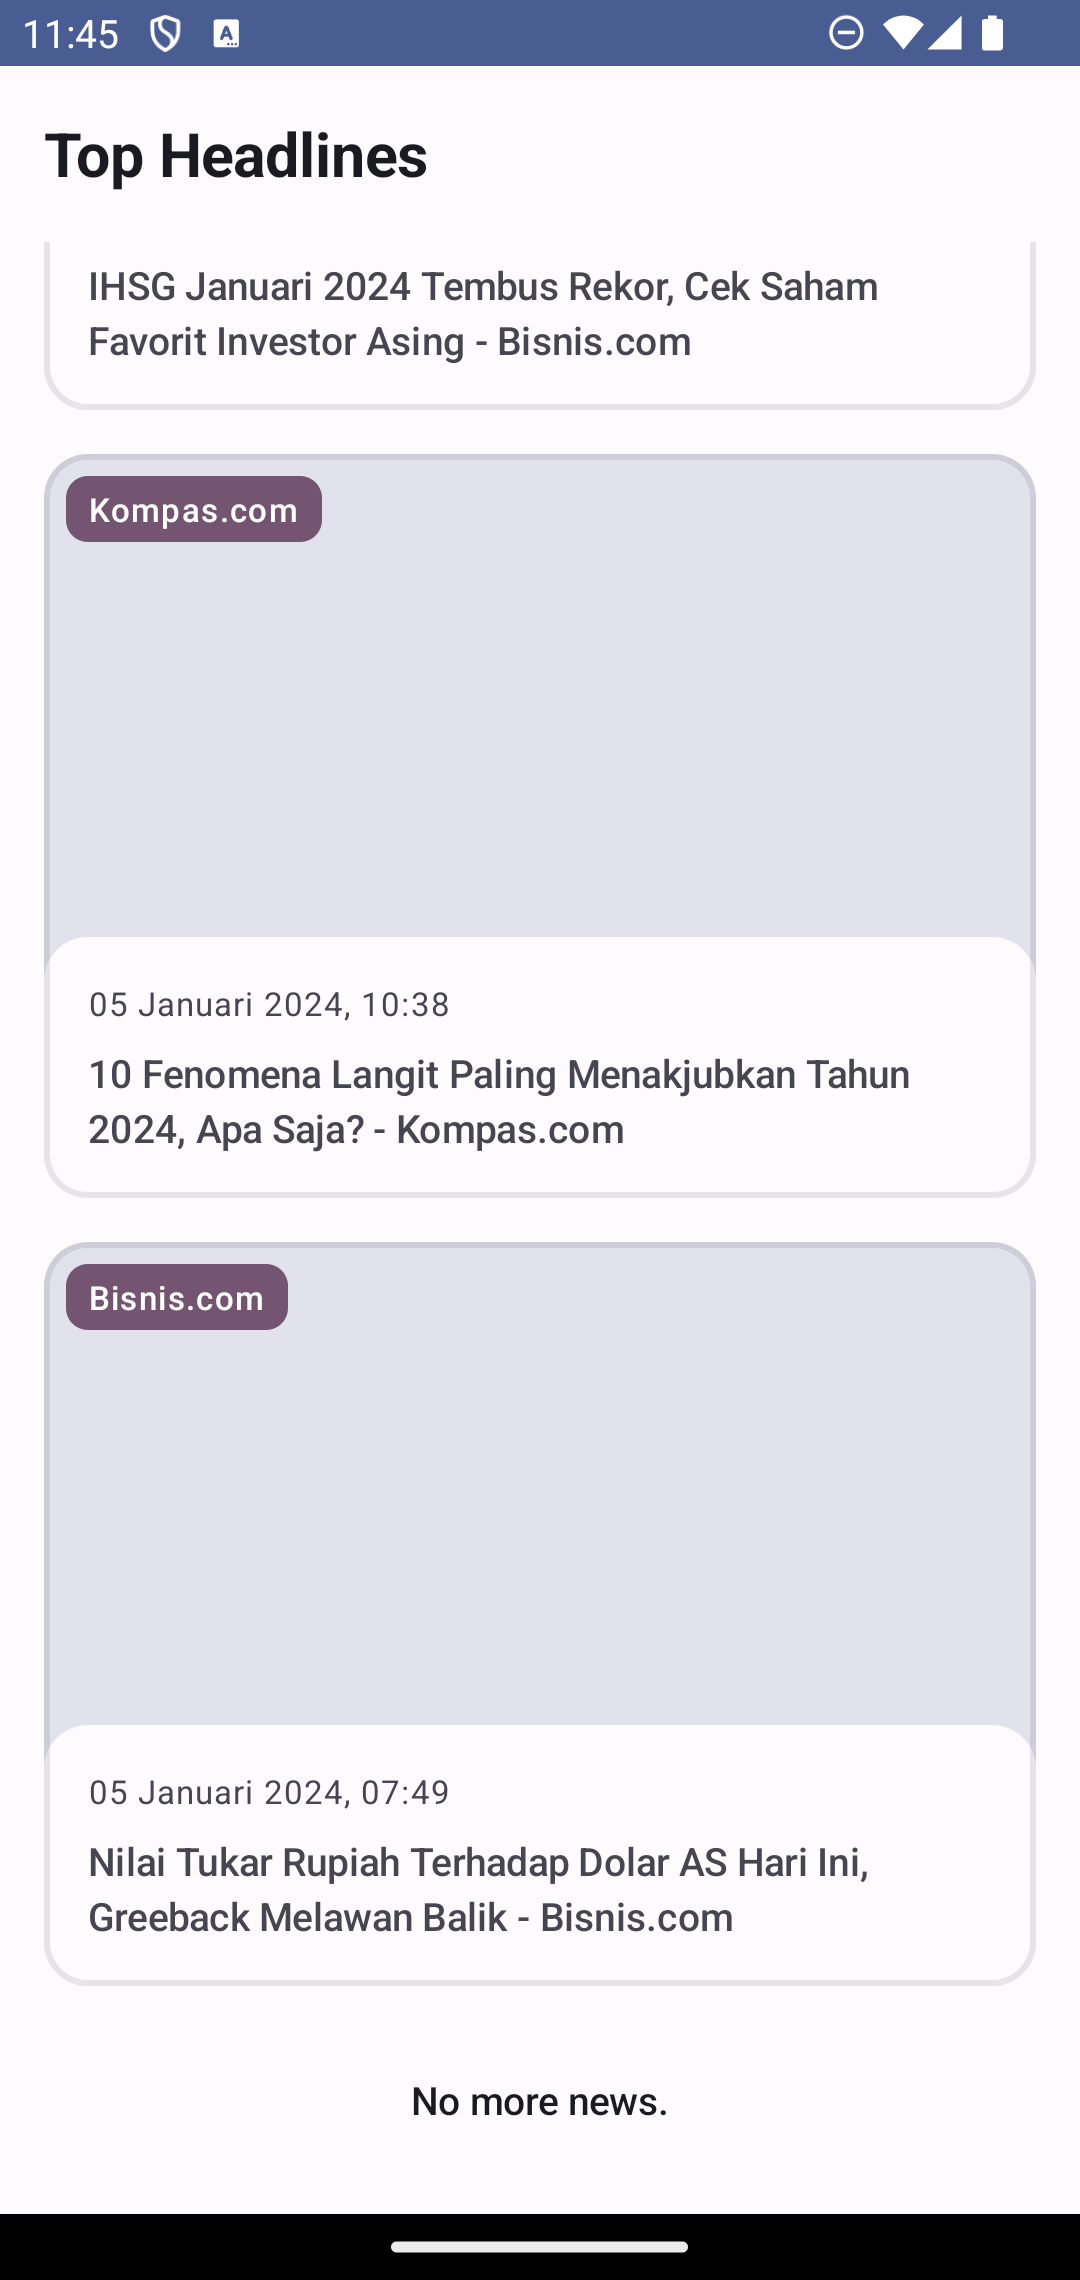 11:45
Top Headlines
IHSG Januari 2024 Tembus Rekor, Cek Saham
Favorit Investor Asing - Bisnis.com
Kompas.com
05 Januari 2024, 10:38
10 Fenomena Langit Paling Menakjubkan Tahun
2024, Apa Saja? - Kompas.com
Bisnis.com
05 Januari 2024, 07:49
Nilai Tukar Rupiah Terhadap Dolar AS Hari Ini,
Greeback Melawan Balik - Bisnis.com
No more news.